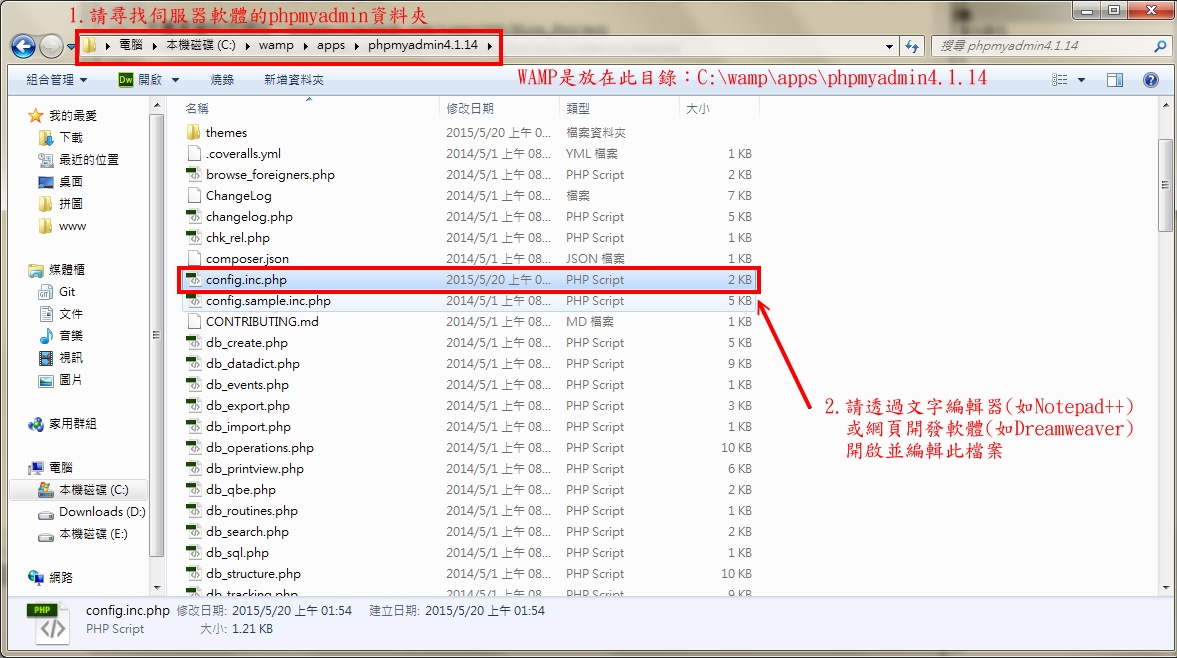 1.請尋找伺服器軟體的phpmyadmin資料夾
電腦 本機磁碟 (C:) wamp apps phpmyadmin4.1.14
搜尋 phpmyadmin4.1.14
組合管理 Dw 開啟 燒錄 新增資料夾
WAMP是放在此目錄：C:\wamp\apps\phpmyadmin4.1.14
我的最愛
下載
最近的位置
桌面
拼圖
www
媒體櫃
Git
文件
音樂
視訊
圖片
家用群組
電腦
本機磁碟 (C:)
Downloads (D:)
本機磁碟 (E:)
網路
名稱 修改日期 類型 大小
themes 2015/5/20 上午 0... 檔案資料夾
.coveralls.yml 2014/5/1 上午 08... YML 檔案 1 KB
browse_foreigners.php 2014/5/1 上午 08... PHP Script 2 KB
ChangeLog 2014/5/1 上午 08... 檔案 7 KB
changelog.php 2014/5/1 上午 08... PHP Script 5 KB
chk_rel.php 2014/5/1 上午 08... PHP Script 1 KB
composer.json 2014/5/1 上午 08... JSON 檔案 1 KB
config.inc.php 2015/5/20 上午 0... PHP Script 2 KB
config.sample.inc.php 2014/5/1 上午 08... PHP Script 5 KB
CONTRIBUTING.md 2014/5/1 上午 08... MD 檔案 1 KB
db_create.php 2014/5/1 上午 08... PHP Script 5 KB
db_datadict.php 2014/5/1 上午 08... PHP Script 9 KB
db_events.php 2014/5/1 上午 08... PHP Script 1 KB
db_export.php 2014/5/1 上午 08... PHP Script 3 KB
db_import.php 2014/5/1 上午 08... PHP Script 1 KB
db_operations.php 2014/5/1 上午 08... PHP Script 10 KB
db_printview.php 2014/5/1 上午 08... PHP Script 6 KB
db_qbe.php 2014/5/1 上午 08... PHP Script 2 KB
db_routines.php 2014/5/1 上午 08... PHP Script 1 KB
db_search.php 2014/5/1 上午 08... PHP Script 2 KB
db_sql.php 2014/5/1 上午 08... PHP Script 1 KB
db_structure.php 2014/5/1 上午 08... PHP Script 10 KB
db_tracking.php 2014/5/1 上午 08... PHP Script 9 KB
2.請透過文字編輯器(如Notepad++)
或網頁開發軟體(如Dreamweaver)
開啟並編輯此檔案
PHP
config.inc.php 修改日期: 2015/5/20 上午 01:54 建立日期: 2015/5/20 上午 01:54
PHP Script 大小: 1.21 KB